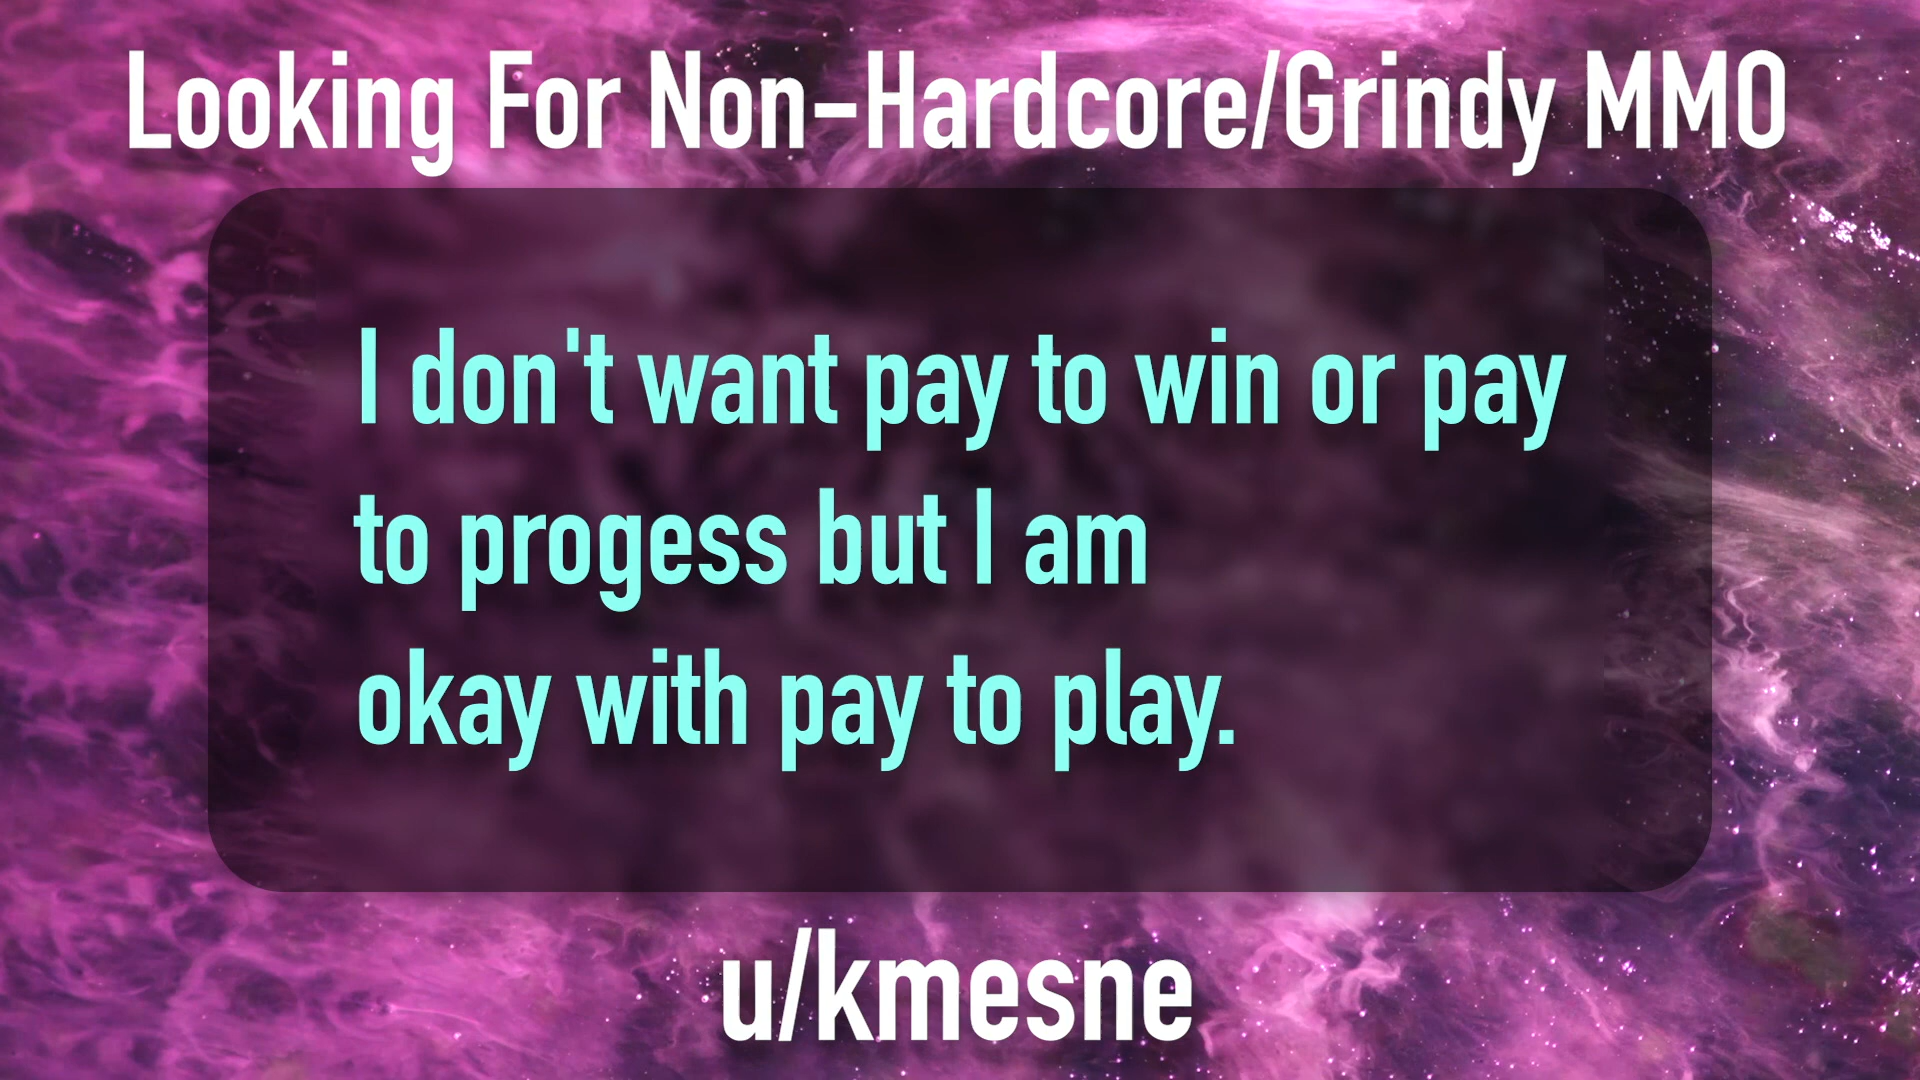 Looking For Non-Hardcore/Grindy MMO
I don't want pay to win or pay
to progess but I am
okay with pay to play.
u/kmesne